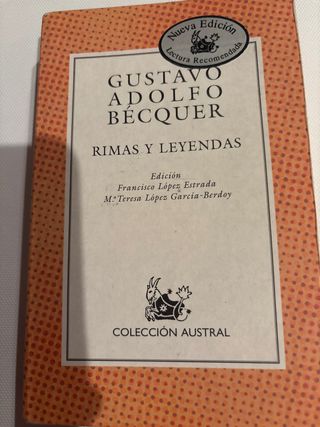 Nueva Edición
Lectura Recomendada
GUSTAVO
ADOLFO
BÉCQUER
RIMAS Y LEYENDAS
Edición
Francisco López Estrada
M.ª Teresa López García-Berdoy
COLECCIÓN AUSTRAL